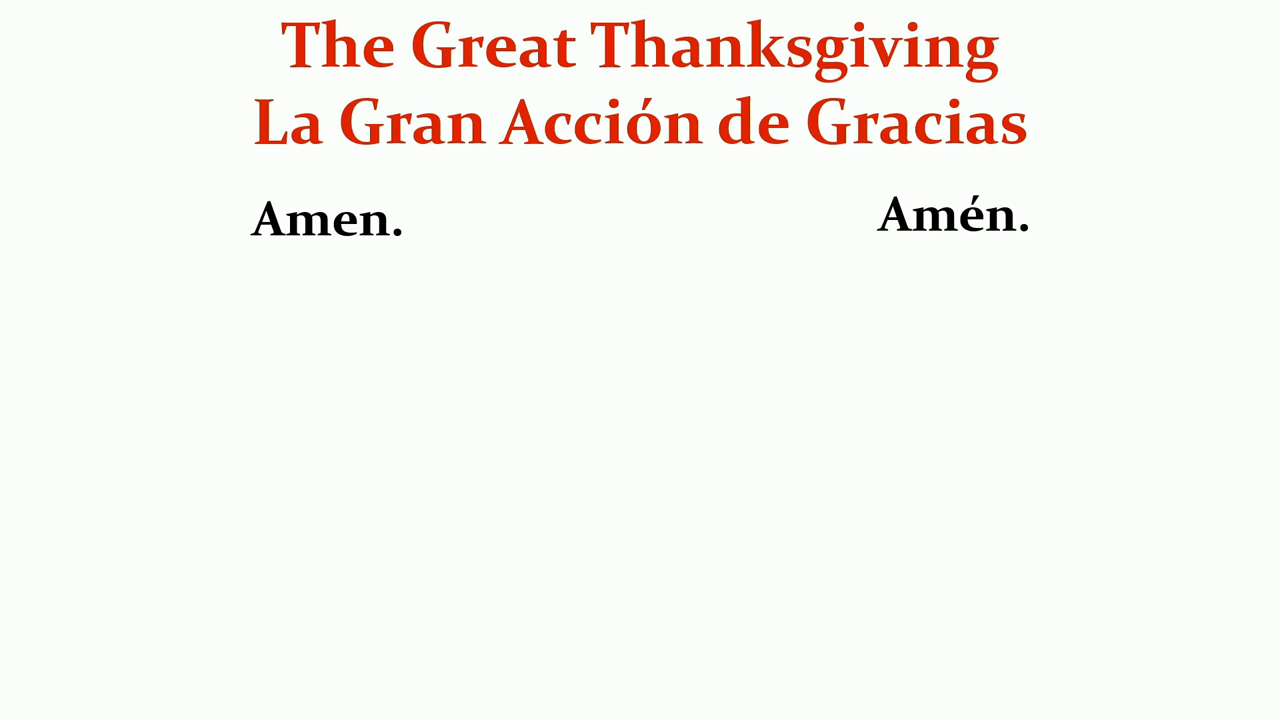 The Great Thanksgiving
La Gran Acción de Gracias
Amen.
Amén.